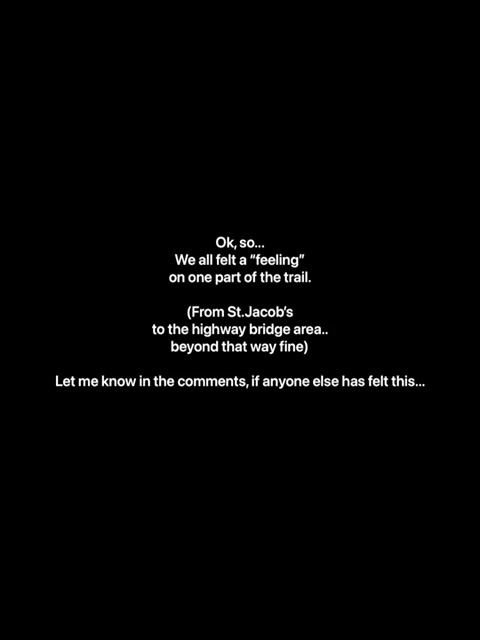 Ok, so...
We all felt a “feeling”
on one part of the trail.
(From St.Jacob’s
to the highway bridge area..
beyond that way fine)
Let me know in the comments, if anyone else has felt this...